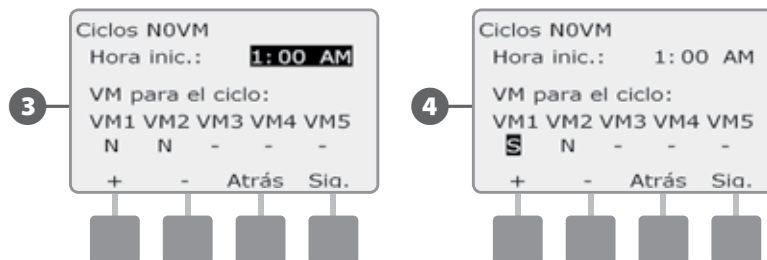 3
Ciclos N0VM
Hora inic.: 1:00 AM
VM para el ciclo:
VM1 VM2 VM3 VM4 VM5
N N - - -
+ - Atrás Sig.
4
Ciclos N0VM
Hora inic.: 1:00 AM
VM para el ciclo:
VM1 VM2 VM3 VM4 VM5
S N - - -
+ - Atrás Sig.